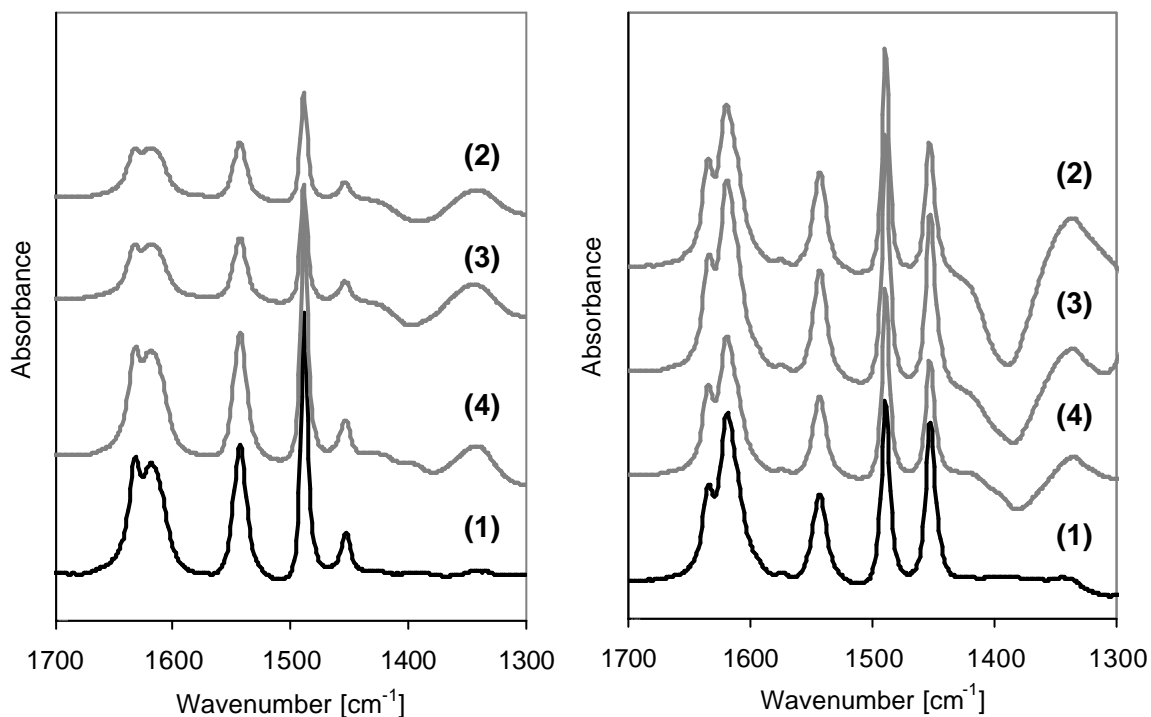 Absorbance
(2)
(3)
(4)
(1)
1700 1600 1500 1400 1300
Wavenumber [cm⁻¹]
Absorbance
(2)
(3)
(4)
(1)
1700 1600 1500 1400 1300
Wavenumber [cm⁻¹]